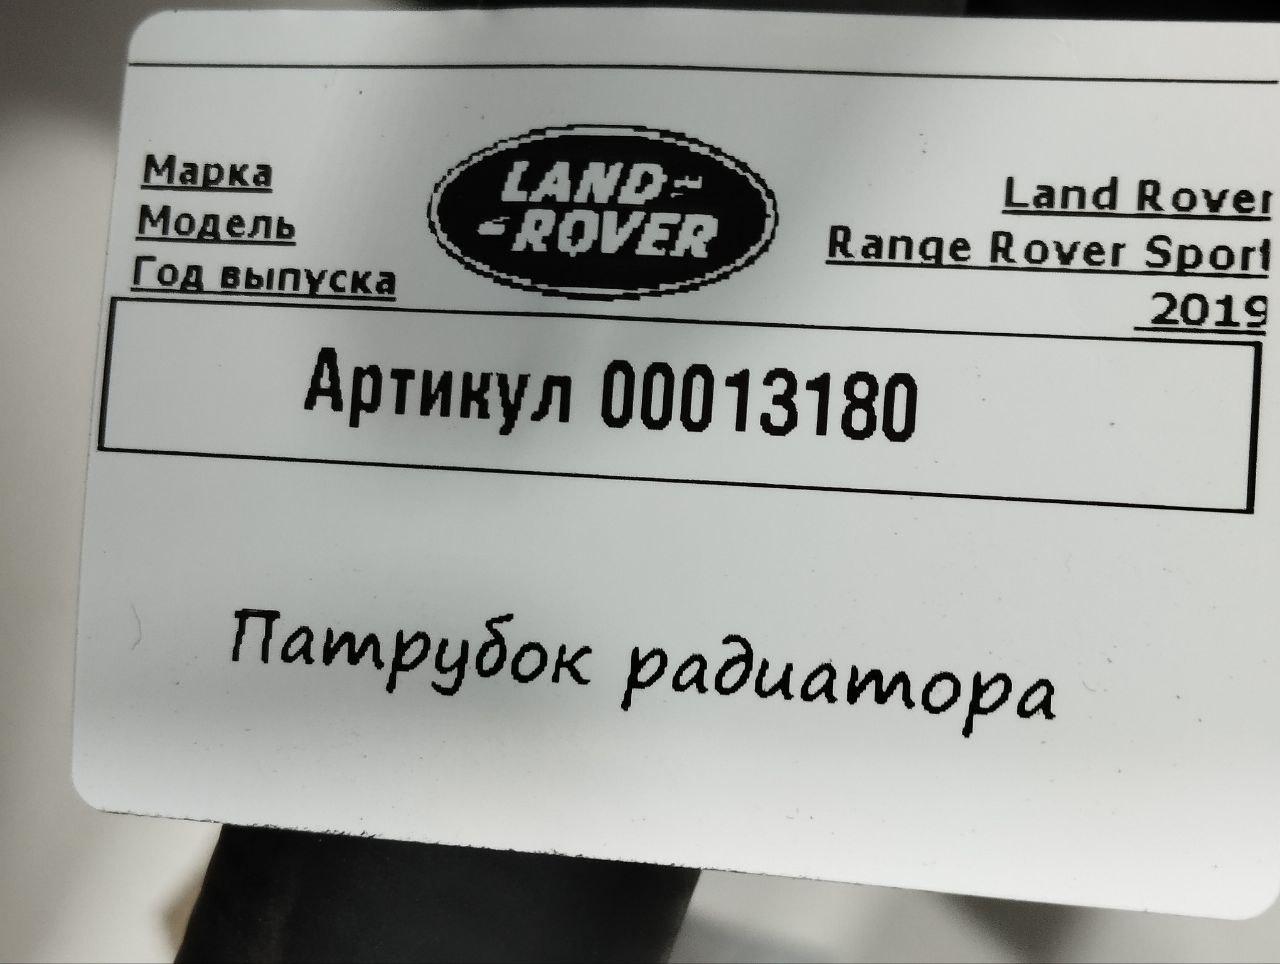 Марка
Модель
Год выпуска
LAND
ROVER
Land Rover
Range Rover Sport
2019
Артикул 00013180
Патрубок радиатора